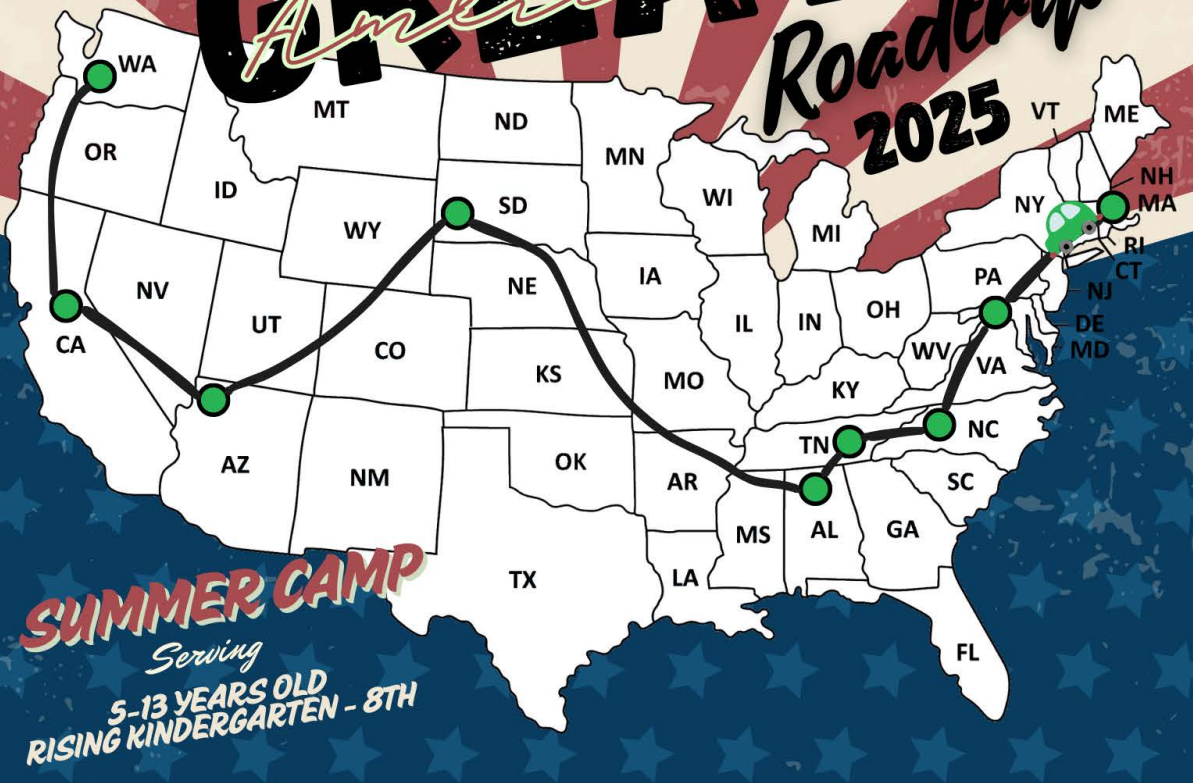 Roadtrip
2025
WA
MT
ND
MN
VT
ME
OR
ID
SD
WI
NH
MA
NY
WY
MI
RI
CT
NV
NE
IA
PA
NJ
UT
IL
IN
OH
DE
MD
CA
CO
KS
MO
KY
WV
VA
AZ
NM
OK
AR
TN
NC
SC
MS
AL
GA
TX
LA
FL
SUMMER CAMP
Serving
5-13 YEARS OLD
RISING KINDERGARTEN - 8TH